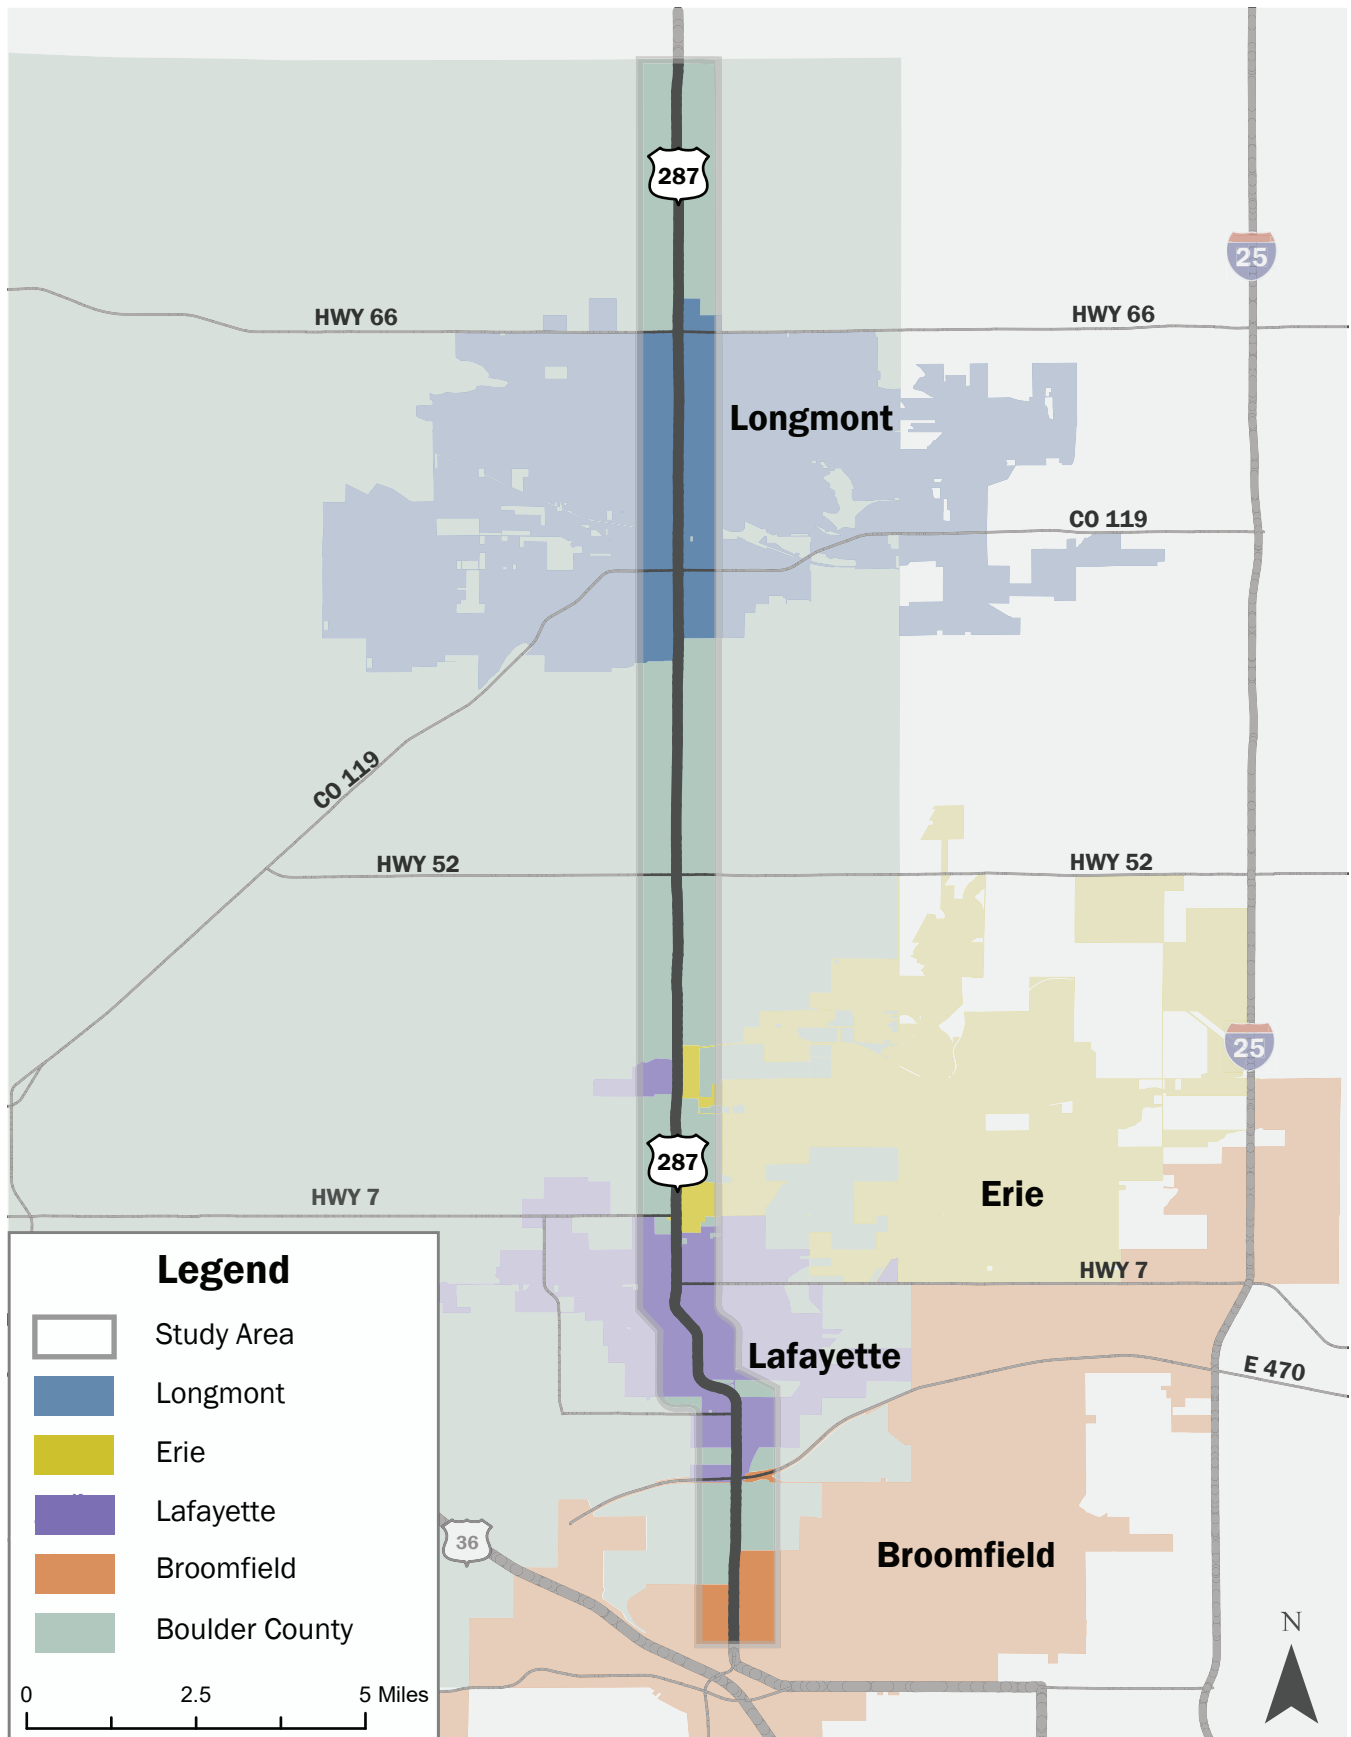 287
25
HWY 66
HWY 66
Longmont
CO 119
CO 119
HWY 52
HWY 52
25
287
Erie
HWY 7
HWY 7
Lafayette
E 470
36
Broomfield
Legend
Study Area
Longmont
Erie
Lafayette
Broomfield
Boulder County
0 2.5 5 Miles
N